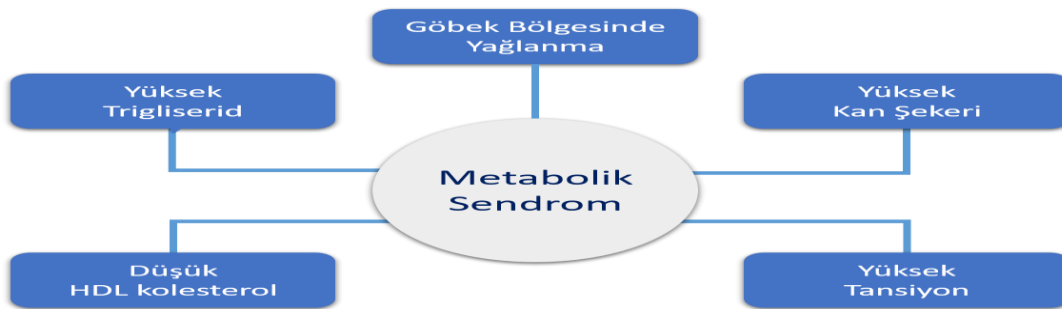 Göbek Bölgesinde
Yağlanma
Yüksek
Trigliserid
Yüksek
Kan Şekeri
Metabolik
Sendrom
Düşük
HDL kolesterol
Yüksek
Tansiyon